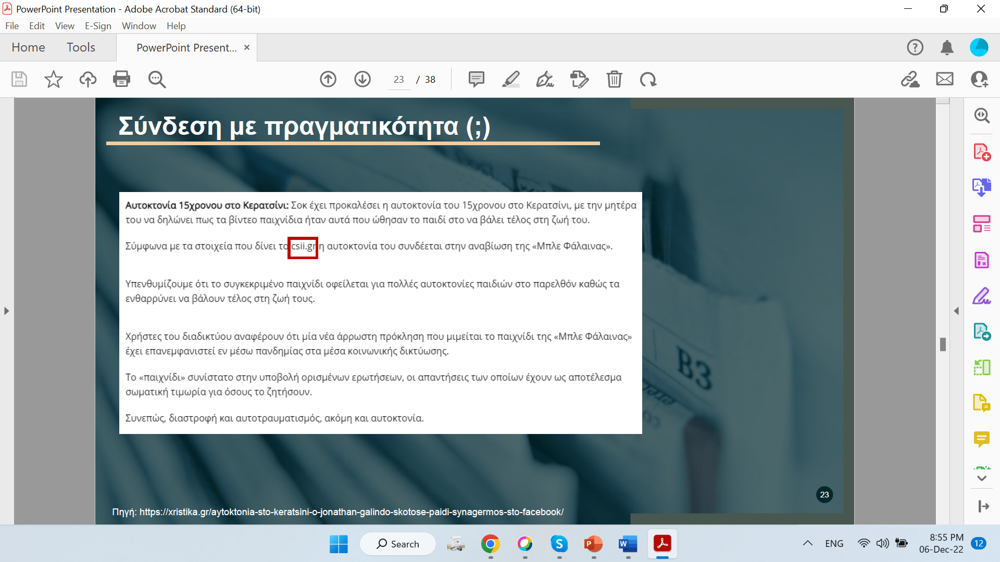 PowerPoint Presentation - Adobe Acrobat Standard (64-bit)
File Edit View E-Sign Window Help
Home Tools PowerPoint Present... ×
23 / 38
Σύνδεση με πραγματικότητα (;)
Αυτοκτονία 15χρονου στο Κερατσίνι: Σοκ έχει προκαλέσει η αυτοκτονία του 15χρονου στο Κερατσίνι, με την μητέρα
του να δηλώνει πως τα βίντεο παιχνίδια ήταν αυτά που ώθησαν το παιδί στο να βάλει τέλος στη ζωή του.
Σύμφωνα με τα στοιχεία που δίνει το csii.gr η αυτοκτονία του συνδέεται στην αναβίωση της «Μπλε Φάλαινας».
Υπενθυμίζουμε ότι το συγκεκριμένο παιχνίδι οφείλεται για πολλές αυτοκτονίες παιδιών στο παρελθόν καθώς τα
ενθαρρύνει να βάλουν τέλος στη ζωή τους.
Χρήστες του διαδικτύου αναφέρουν ότι μία νέα άρρωστη πρόκληση που μιμείται το παιχνίδι της «Μπλε Φάλαινας»
έχει επανεμφανιστεί εν μέσω πανδημίας στα μέσα κοινωνικής δικτύωσης.
Το «παιχνίδι» συνίστατο στην υποβολή ορισμένων ερωτήσεων, οι απαντήσεις των οποίων έχουν ως αποτέλεσμα
σωματική τιμωρία για όσους το ζητήσουν.
Συνεπώς, διαστροφή και αυτοτραυματισμός, ακόμη και αυτοκτονία.
B3
23
Πηγή: https://xristika.gr/aytoktonia-sto-keratsini-o-jonathan-galindo-skotose-paidi-synagermos-sto-facebook/
Search
ENG
8:55 PM
06-Dec-22
12